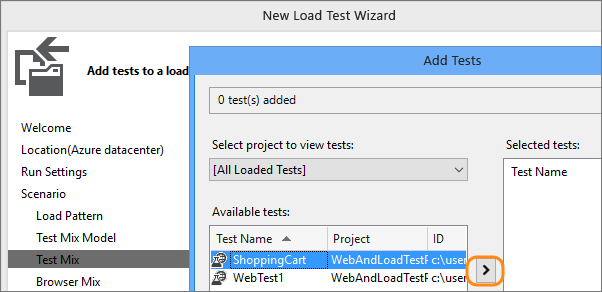 New Load Test Wizard
Add tests to a load
Add Tests
0 test(s) added
Welcome
Location(Azure datacenter)
Run Settings
Scenario
Load Pattern
Test Mix Model
Test Mix
Browser Mix
Select project to view tests:
[All Loaded Tests]
Available tests:
Test Name Project ID
ShoppingCart WebAndLoadTestF c:\user
WebTest1 WebAndLoadTestF c:\user
Selected tests:
Test Name